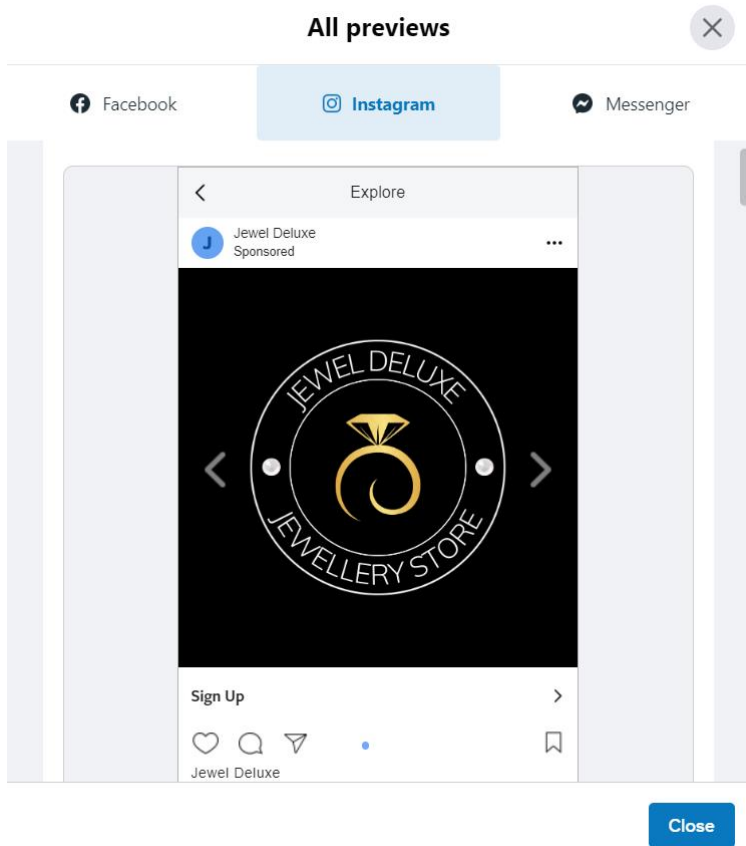 All previews
Facebook
Instagram
Messenger
Explore
J
Jewel Deluxe
Sponsored
JEWEL DELUXE
JEWELLERY STORE
Sign Up
Jewel Deluxe
Close